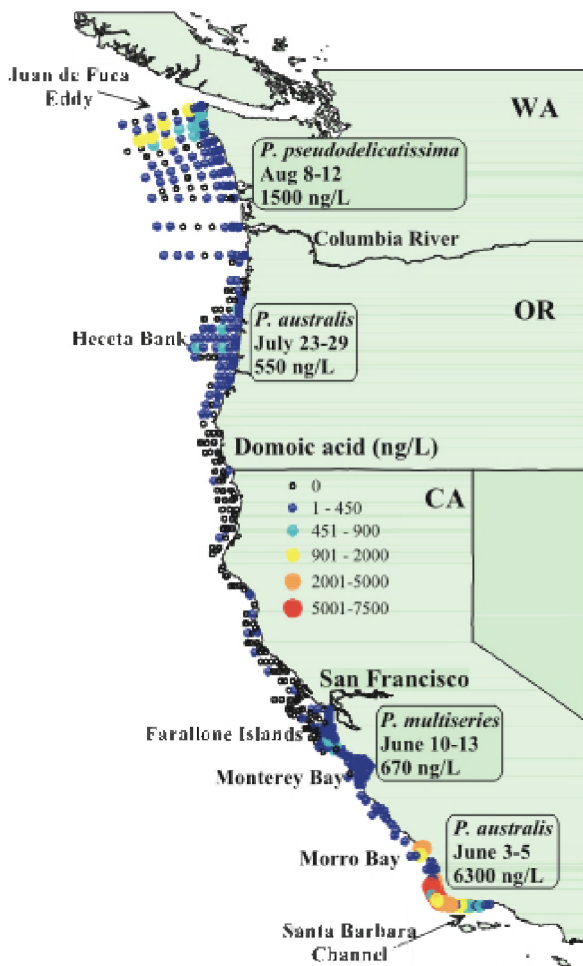 Juan de Fuca
Eddy
WA
P. pseudodelicatissima
Aug 8-12
1500 ng/L
Columbia River
OR
P. australis
July 23-29
550 ng/L
Heceta Bank
Domoic acid (ng/L)
CA
0
1 - 450
451 - 900
901 - 2000
2001-5000
5001-7500
San Francisco
Farallone Islands
P. multiseries
June 10-13
670 ng/L
Monterey Bay
P. australis
June 3-5
6300 ng/L
Morro Bay
Santa Barbara
Channel